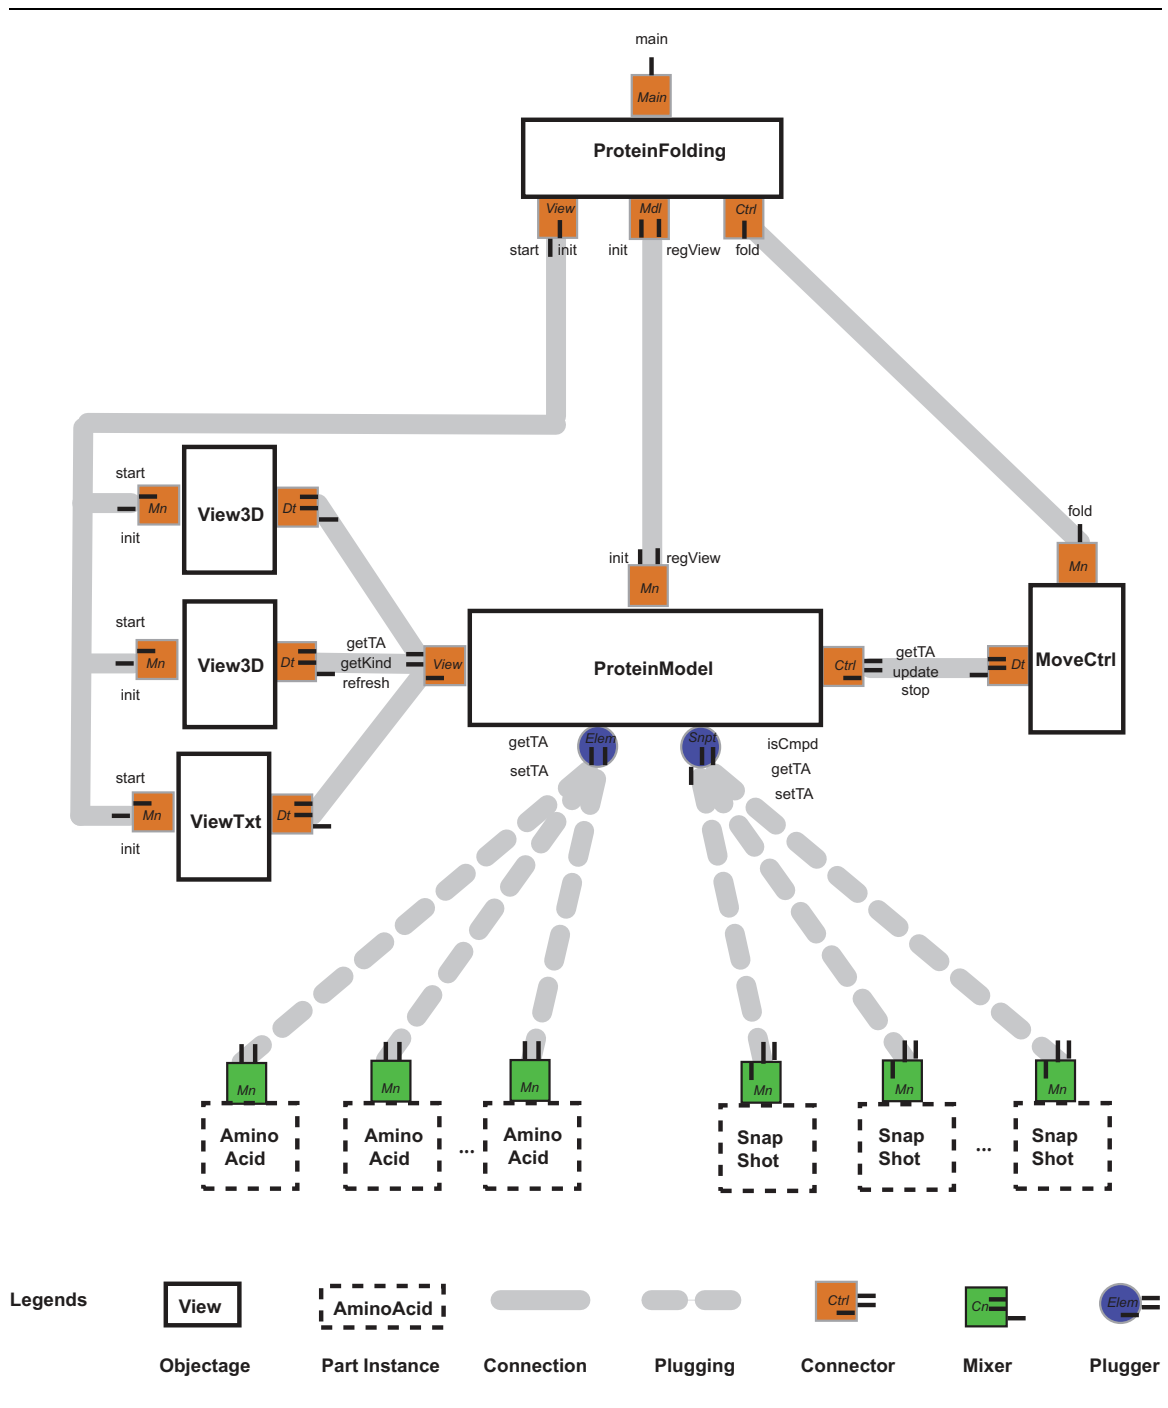 main
Main
ProteinFolding
View
Mdl
Ctrl
start
init
init
regView
fold
start
Mn
init
View3D
Dt
fold
Mn
init
regView
Mn
start
Mn
init
View3D
Dt
getTA
getKind
refresh
View
ProteinModel
Ctrl
getTA
update
stop
Dt
MoveCtrl
Elem
Snpt
getTA
setTA
isCmpd
getTA
setTA
start
Mn
init
ViewTxt
Dt
Mn
Mn
Mn
Mn
Mn
Mn
Amino
Acid
Amino
Acid
...
Amino
Acid
Snap
Shot
Snap
Shot
...
Snap
Shot
Legends
View
AminoAcid
Ctrl
Cn
Elem
Objectage
Part Instance
Connection
Plugging
Connector
Mixer
Plugger